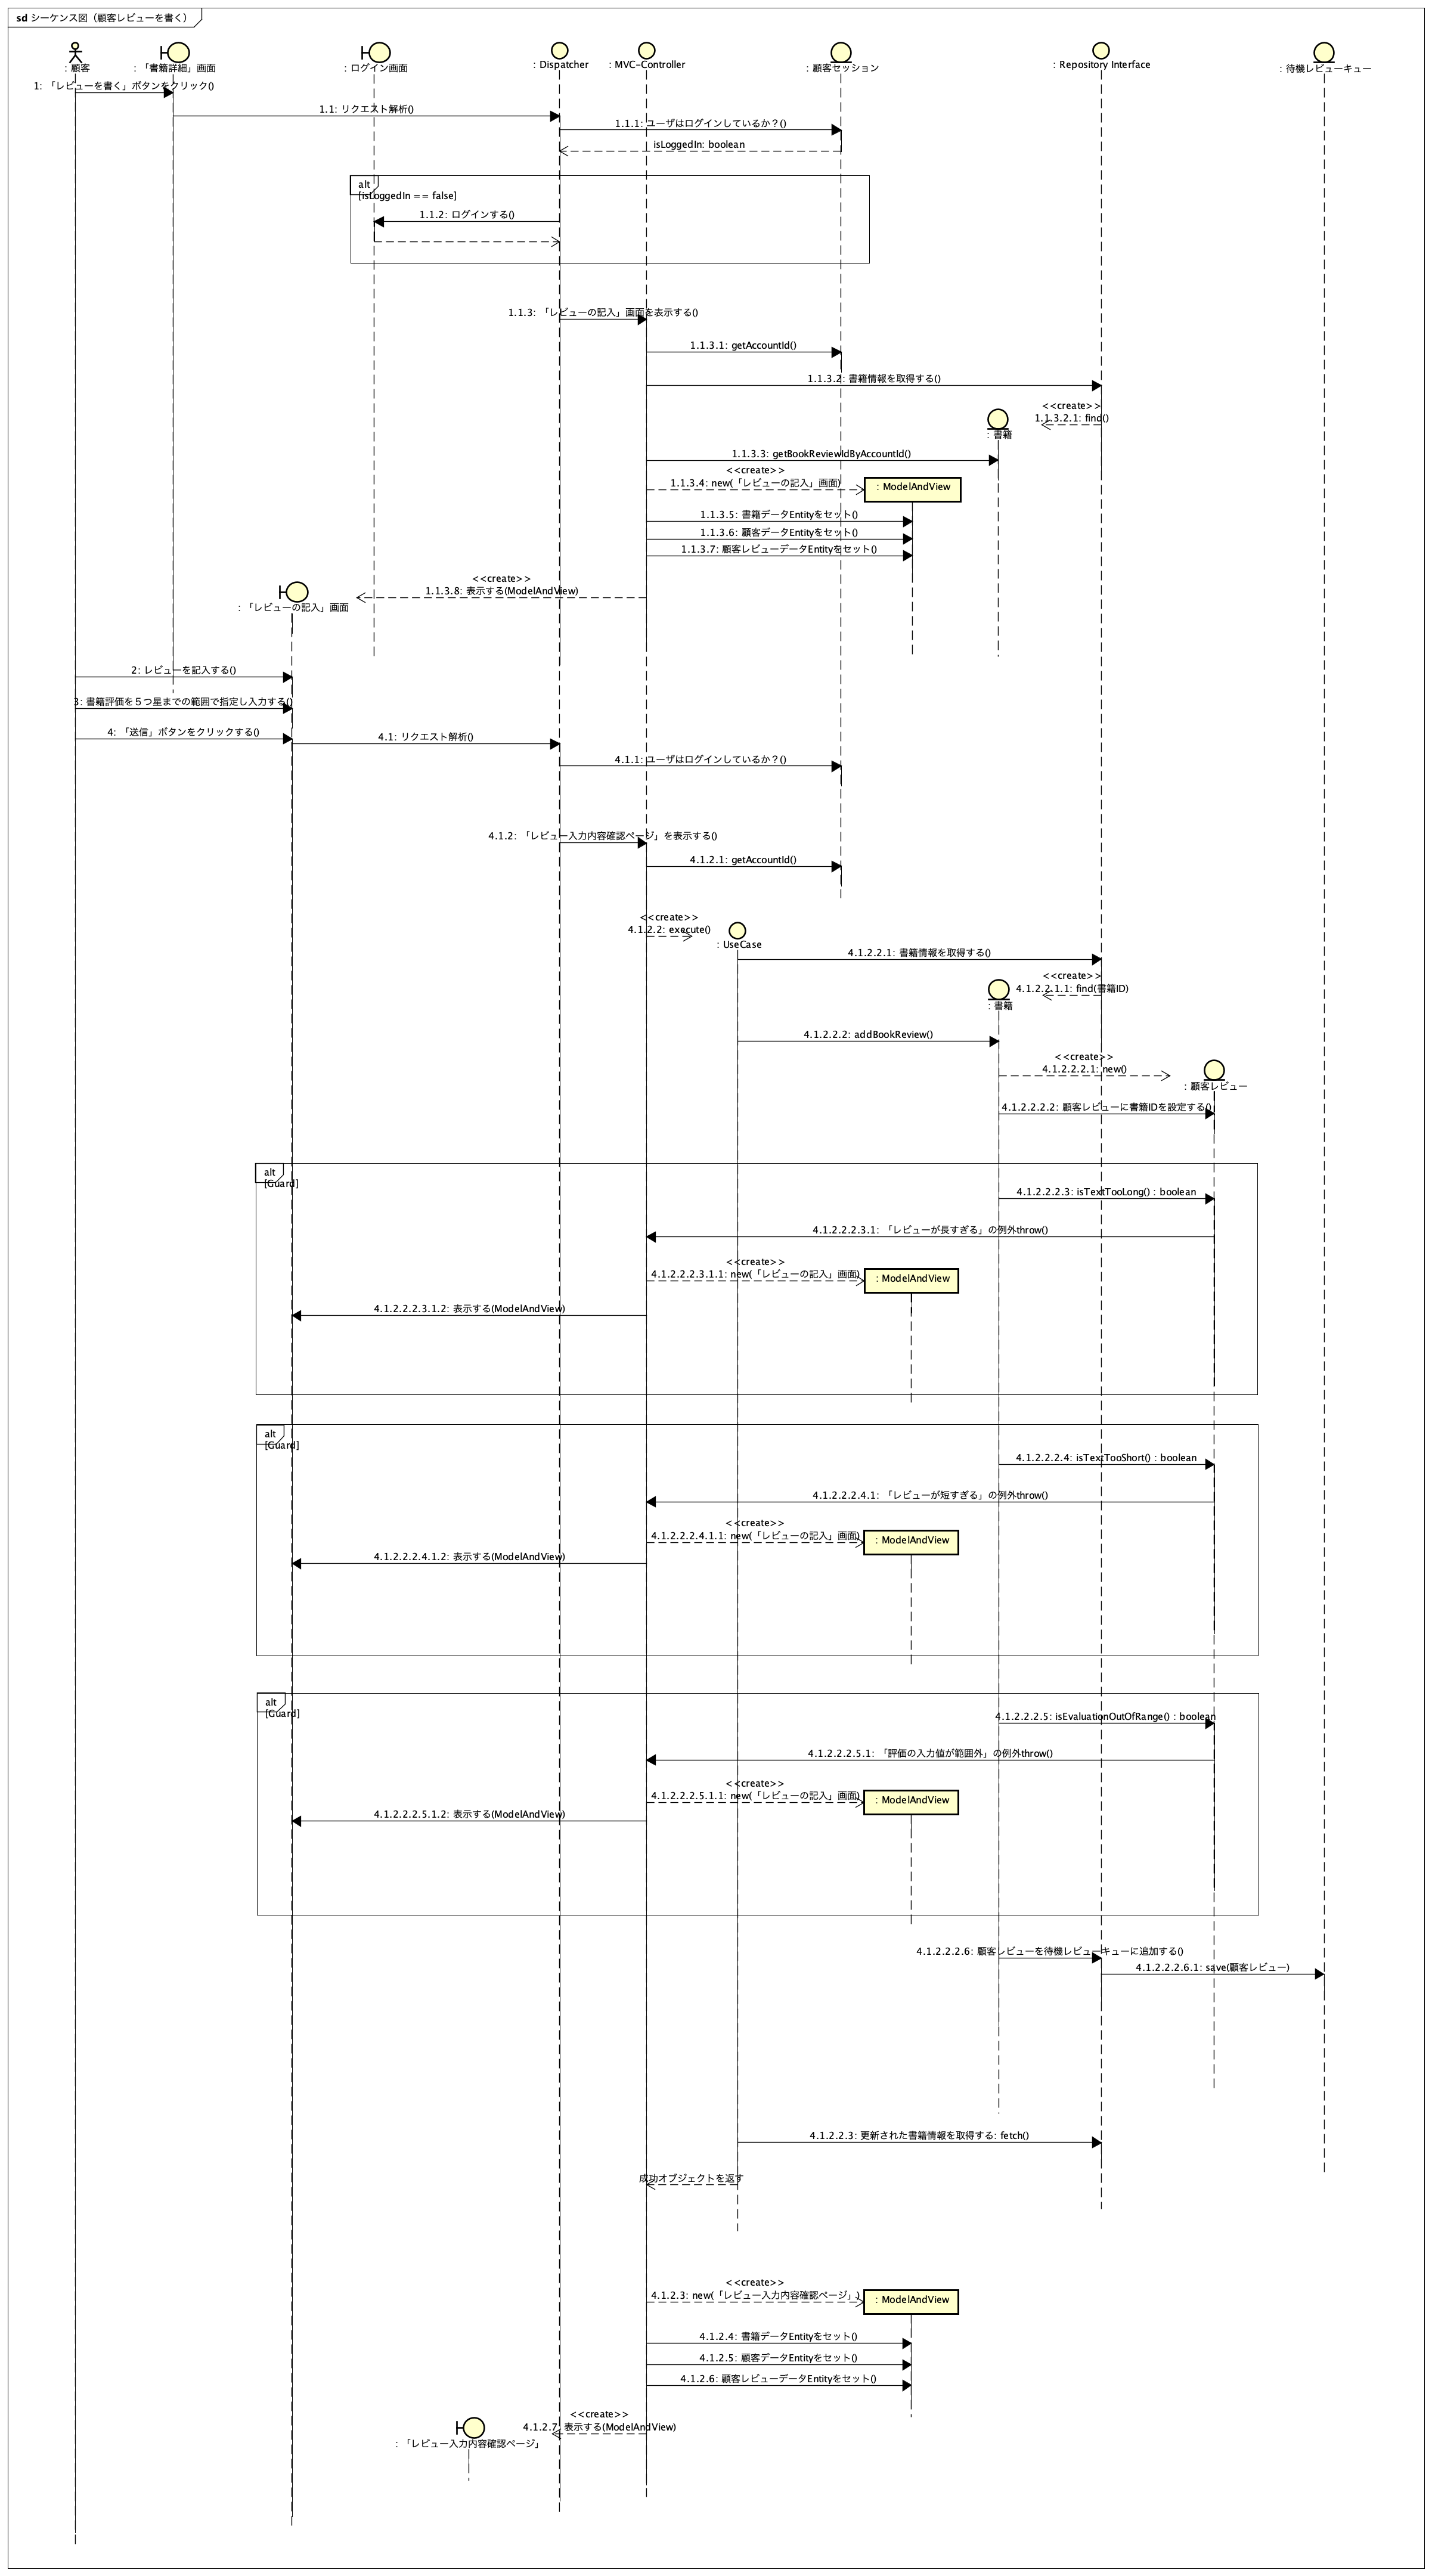 sd シーケンス図（顧客レビューを書く）
: 顧客
: 「書籍詳細」画面
: ログイン画面
: Dispatcher
: MVC-Controller
: 顧客セッション
: Repository Interface
: 待機レビューキュー
1: 「レビューを書く」ボタンをクリック()
1.1: リクエスト解析()
1.1.1: ユーザはログインしているか？()
isLoggedIn: boolean
alt
[isLoggedIn == false]
1.1.2: ログインする()
1.1.3: 「レビューの記入」画面を表示する()
1.1.3.1: getAccountId()
1.1.3.2: 書籍情報を取得する()
<<create>>
1.1.3.2.1: find()
: 書籍
1.1.3.3: getBookReviewIdByAccountId()
<<create>>
1.1.3.4: new(「レビューの記入」画面)
: ModelAndView
1.1.3.5: 書籍データEntityをセット()
1.1.3.6: 顧客データEntityをセット()
1.1.3.7: 顧客レビューデータEntityをセット()
<<create>>
1.1.3.8: 表示する(ModelAndView)
: 「レビューの記入」画面
2: レビューを記入する()
3: 書籍評価を５つ星までの範囲で指定し入力する()
4: 「送信」ボタンをクリックする()
4.1: リクエスト解析()
4.1.1: ユーザはログインしているか？()
4.1.2: 「レビュー入力内容確認ページ」を表示する()
4.1.2.1: getAccountId()
<<create>>
4.1.2.2: execute()
: UseCase
4.1.2.2.1: 書籍情報を取得する()
<<create>>
4.1.2.2.1.1: find(書籍ID)
: 書籍
4.1.2.2.2: addBookReview()
<<create>>
4.1.2.2.2.1: new()
: 顧客レビュー
4.1.2.2.2.2: 顧客レビューに書籍IDを設定する()
alt
[Guard]
4.1.2.2.2.3: isTextTooLong() : boolean
4.1.2.2.2.3.1: 「レビューが長すぎる」の例外throw()
<<create>>
4.1.2.2.2.3.1.1: new(「レビューの記入」画面)
: ModelAndView
4.1.2.2.2.3.1.2: 表示する(ModelAndView)
alt
[Guard]
4.1.2.2.2.4: isTextTooShort() : boolean
4.1.2.2.2.4.1: 「レビューが短すぎる」の例外throw()
<<create>>
4.1.2.2.2.4.1.1: new(「レビューの記入」画面)
: ModelAndView
4.1.2.2.2.4.1.2: 表示する(ModelAndView)
alt
[Guard]
4.1.2.2.2.5: isEvaluationOutOfRange() : boolean
4.1.2.2.2.5.1: 「評価の入力値が範囲外」の例外throw()
<<create>>
4.1.2.2.2.5.1.1: new(「レビューの記入」画面)
: ModelAndView
4.1.2.2.2.5.1.2: 表示する(ModelAndView)
4.1.2.2.2.6: 顧客レビューを待機レビューキューに追加する()
4.1.2.2.2.6.1: save(顧客レビュー)
4.1.2.2.3: 更新された書籍情報を取得する: fetch()
成功オブジェクトを返す
<<create>>
4.1.2.3: new(「レビュー入力内容確認ページ」)
: ModelAndView
4.1.2.4: 書籍データEntityをセット()
4.1.2.5: 顧客データEntityをセット()
4.1.2.6: 顧客レビューデータEntityをセット()
<<create>>
4.1.2.7: 表示する(ModelAndView)
: 「レビュー入力内容確認ページ」